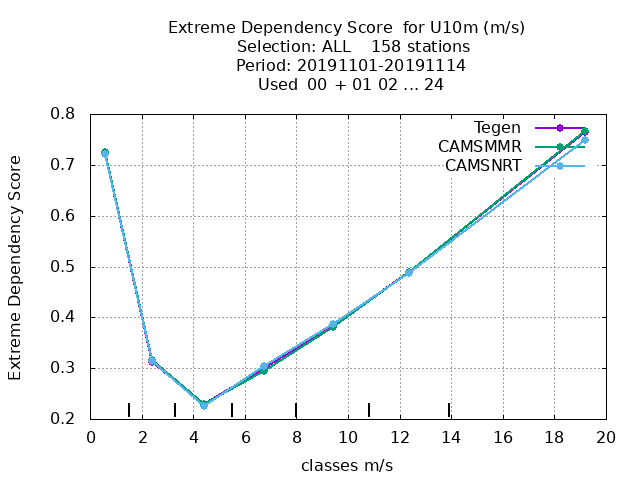 Extreme Dependency Score  for U10m (m/s)
Selection: ALL    158 stations
Period: 20191101-20191114
Used  00 + 01 02 ... 24
Tegen
CAMSMMR
CAMSNRT
Extreme Dependency Score
0.8
0.7
0.6
0.5
0.4
0.3
0.2
0 2 4 6 8 10 12 14 16 18 20
classes m/s